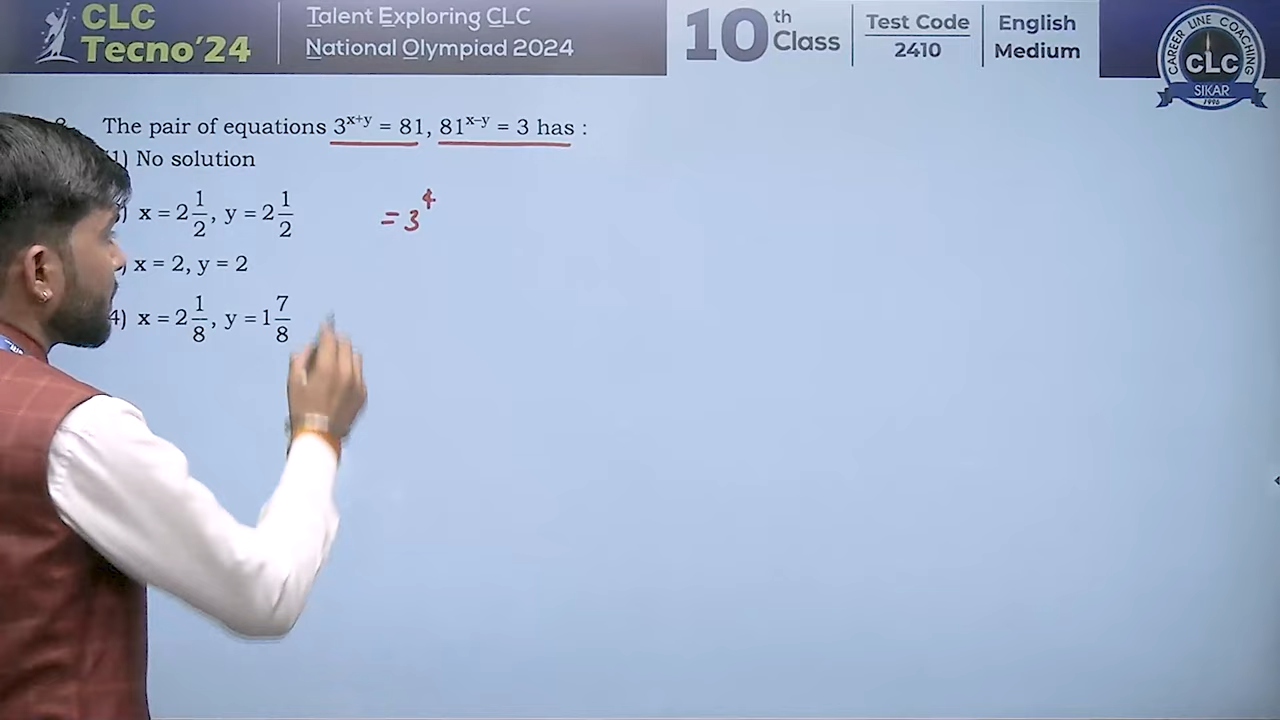 CLC
Tecno'24
Talent Exploring CLC
National Olympiad 2024
10th Class
Test Code
2410
English
Medium
CAREER LINE COACHING
CLC
SIKAR
1996
The pair of equations 3^(x+y) = 81, 81^(x–y) = 3 has :
1) No solution
) x = 2 1/2, y = 2 1/2
= 3^4
) x = 2, y = 2
4) x = 2 1/8, y = 1 7/8